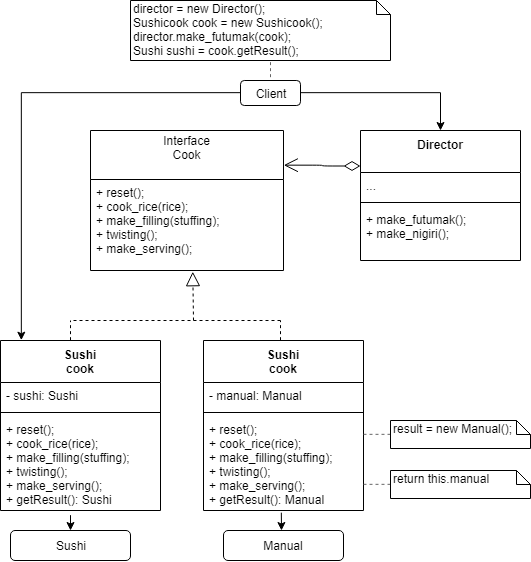 director = new Director();
Sushicook cook = new Sushicook();
director.make_futumak(cook);
Sushi sushi = cook.getResult();
Client
Interface
Cook
+ reset();
+ cook_rice(rice);
+ make_filling(stuffing);
+ twisting();
+ make_serving();
Director
...
+ make_futumak();
+ make_nigiri();
Sushi
cook
- sushi: Sushi
+ reset();
+ cook_rice(rice);
+ make_filling(stuffing);
+ twisting();
+ make_serving();
+ getResult(): Sushi
Sushi
cook
- manual: Manual
+ reset();
+ cook_rice(rice);
+ make_filling(stuffing);
+ twisting();
+ make_serving();
+ getResult(): Manual
result = new Manual();
return this.manual
Sushi
Manual